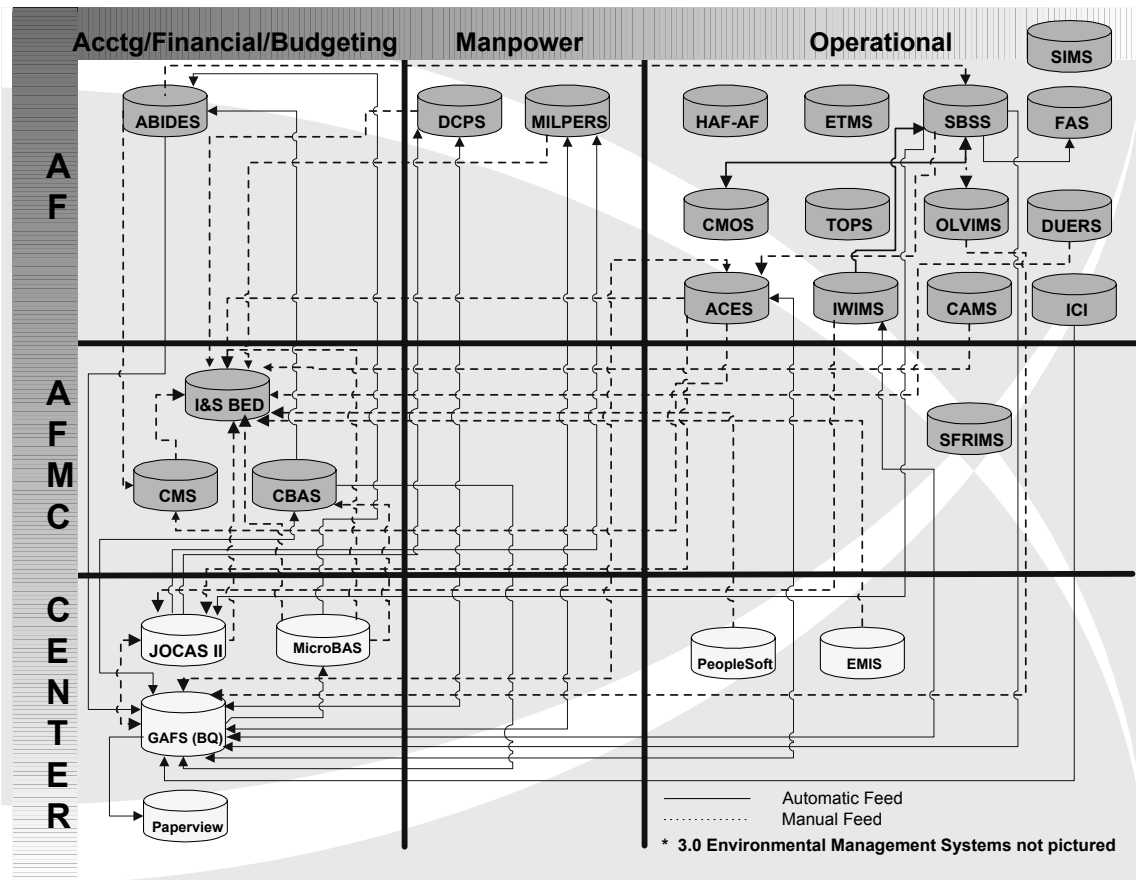 Acctg/Financial/Budgeting
Manpower
Operational
SIMS
A
F
ABIDES
DCPS
MILPERS
HAF-AF
ETMS
SBSS
FAS
CMOS
TOPS
OLVIMS
DUERS
ACES
IWIMS
CAMS
ICI
A
F
M
C
I&S BED
SFRIMS
CMS
CBAS
C
E
N
T
E
R
JOCAS II
MicroBAS
PeopleSoft
EMIS
GAFS (BQ)
Paperview
Automatic Feed
Manual Feed
* 3.0 Environmental Management Systems not pictured